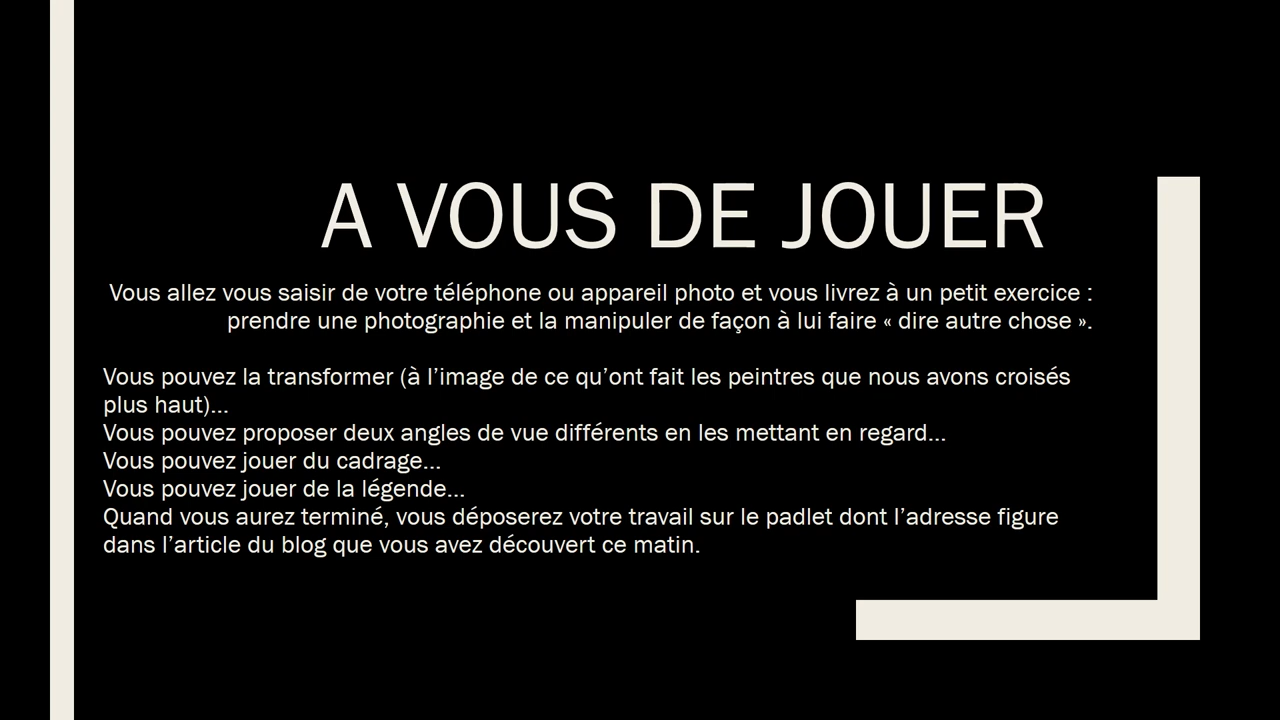 A VOUS DE JOUER
Vous allez vous saisir de votre téléphone ou appareil photo et vous livrez à un petit exercice :
prendre une photographie et la manipuler de façon à lui faire « dire autre chose ».
Vous pouvez la transformer (à l’image de ce qu’ont fait les peintres que nous avons croisés
plus haut)…
Vous pouvez proposer deux angles de vue différents en les mettant en regard…
Vous pouvez jouer du cadrage…
Vous pouvez jouer de la légende…
Quand vous aurez terminé, vous déposerez votre travail sur le padlet dont l’adresse figure
dans l’article du blog que vous avez découvert ce matin.